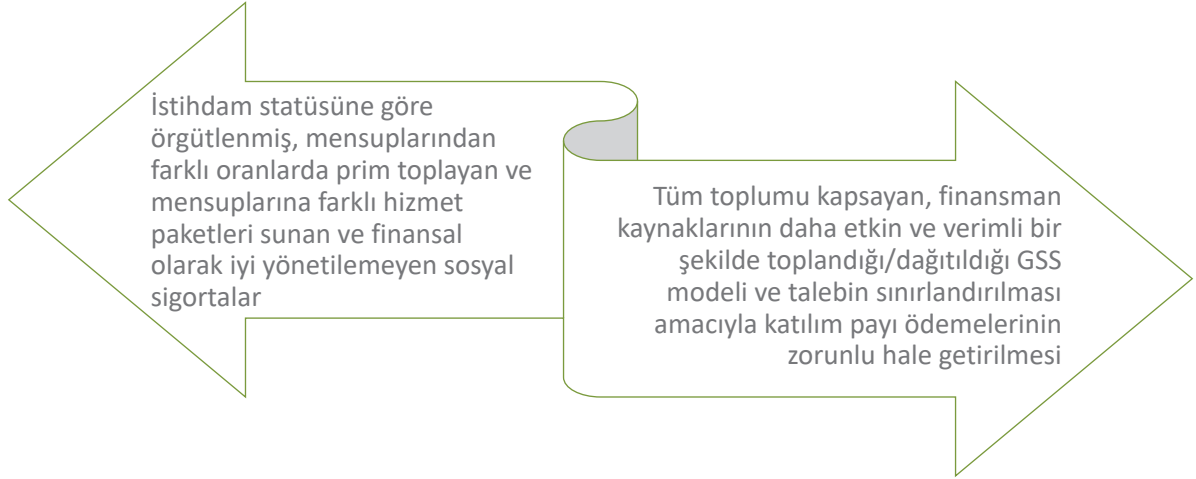 İstihdam statüsüne göre
örgütlenmiş, mensuplarından
farklı oranlarda prim toplayan ve
mensuplarına farklı hizmet
paketleri sunan ve finansal
olarak iyi yönetilemeyen sosyal
sigortalar
Tüm toplumu kapsayan, finansman
kaynaklarının daha etkin ve verimli bir
şekilde toplandığı/dağıtıldığı GSS
modeli ve talebin sınırlandırılması
amacıyla katılım payı ödemelerinin
zorunlu hale getirilmesi